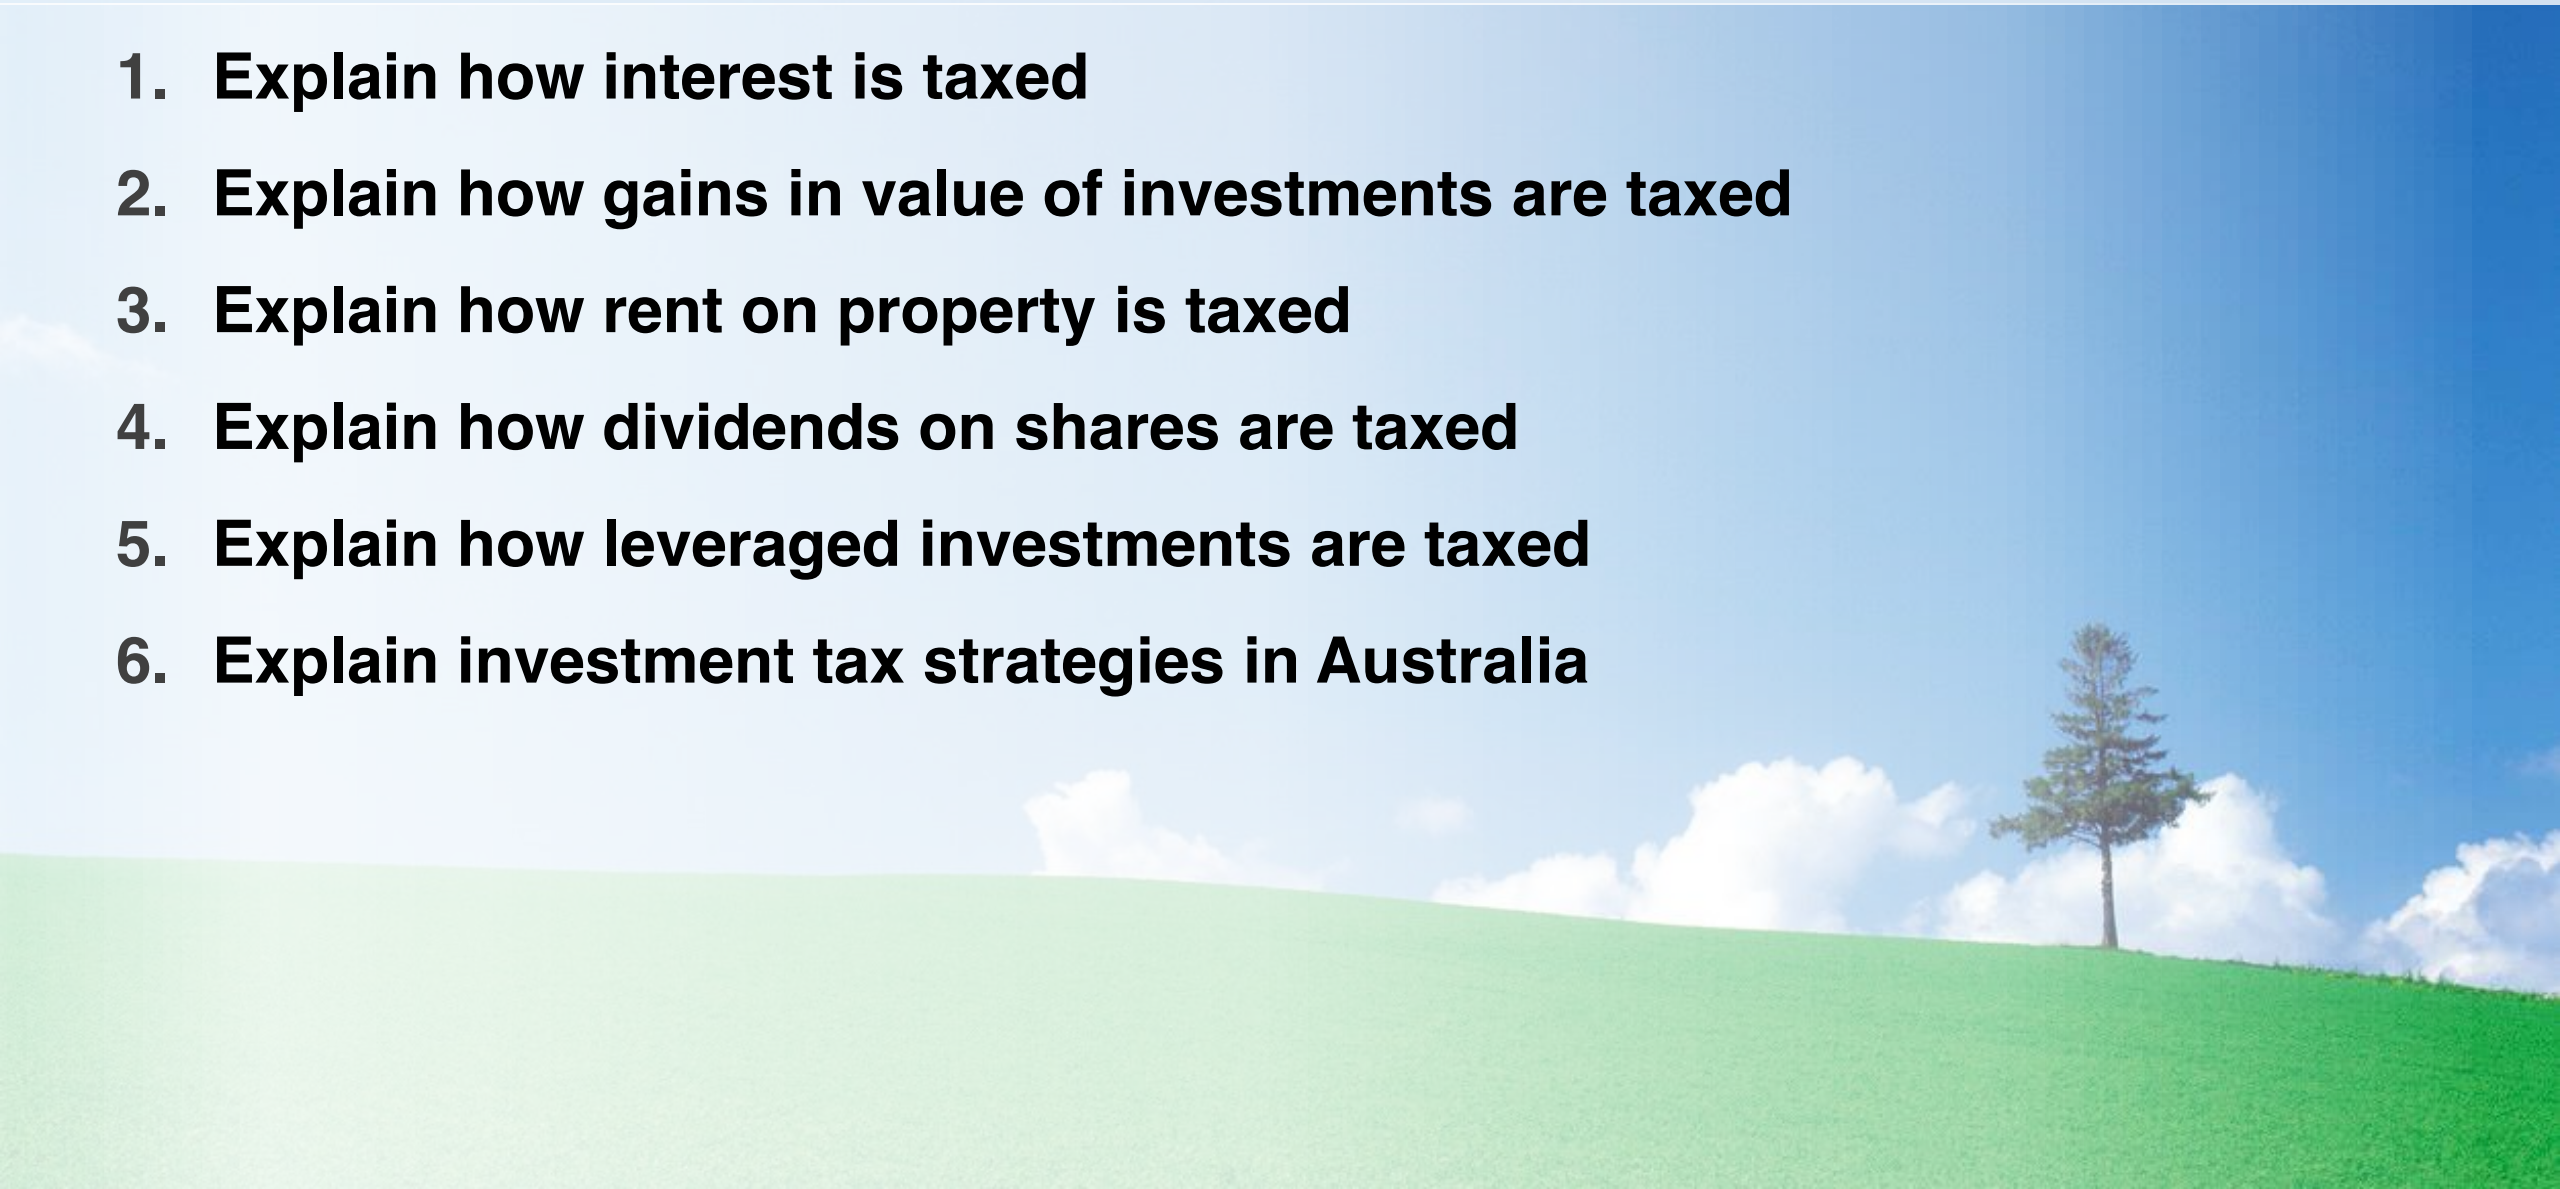 1. Explain how interest is taxed
2. Explain how gains in value of investments are taxed
3. Explain how rent on property is taxed
4. Explain how dividends on shares are taxed
5. Explain how leveraged investments are taxed
6. Explain investment tax strategies in Australia